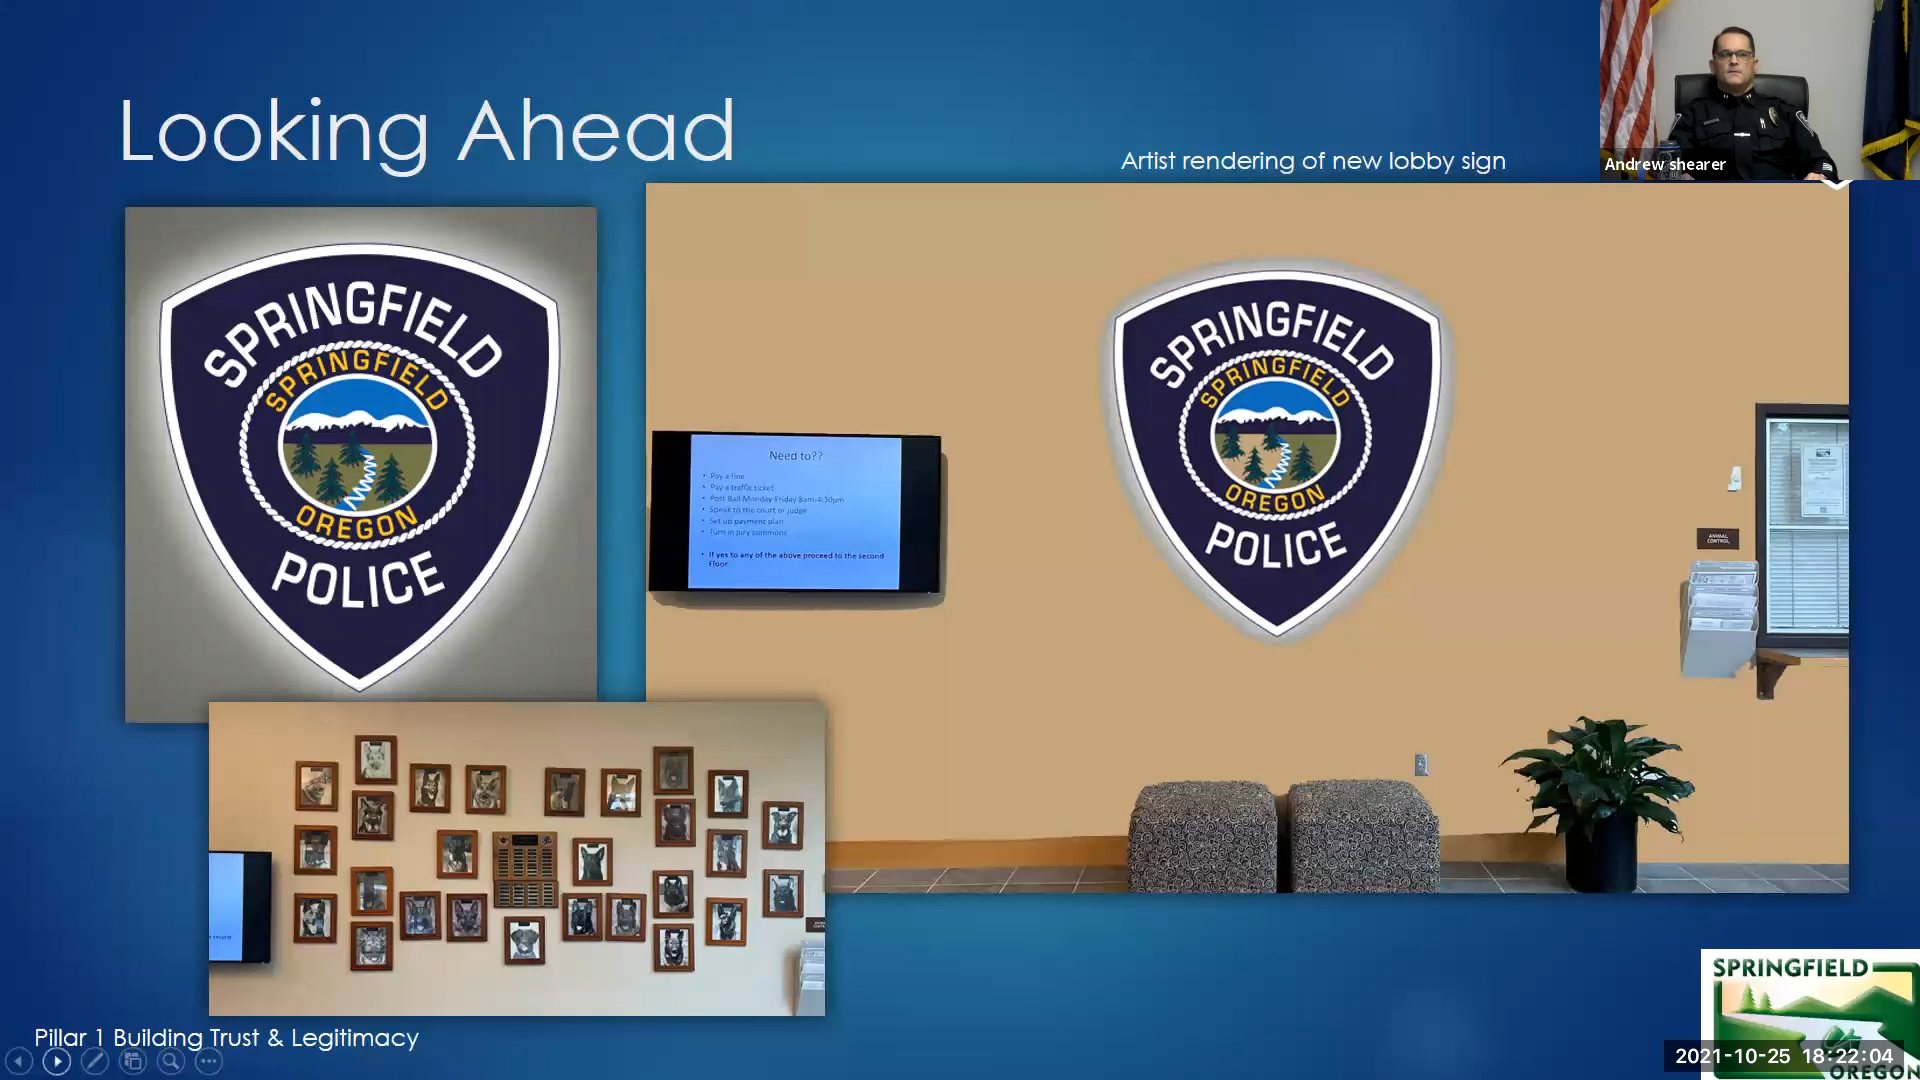 Looking Ahead
Artist rendering of new lobby sign
Andrew shearer
SPRINGFIELD
SPRINGFIELD
OREGON
POLICE
SPRINGFIELD
SPRINGFIELD
OREGON
POLICE
Need to??
• Pay a fine
• Pay a traffic ticket
• Post Bail Monday-Friday 8am-4:30pm
• Speak to the court or judge
• Set up payment plan
• Turn in jury summons
• If yes to any of the above proceed to the second
Floor
ANIMAL
CONTROL
Pillar 1 Building Trust & Legitimacy
SPRINGFIELD
OREGON
2021-10-25 18:22:04